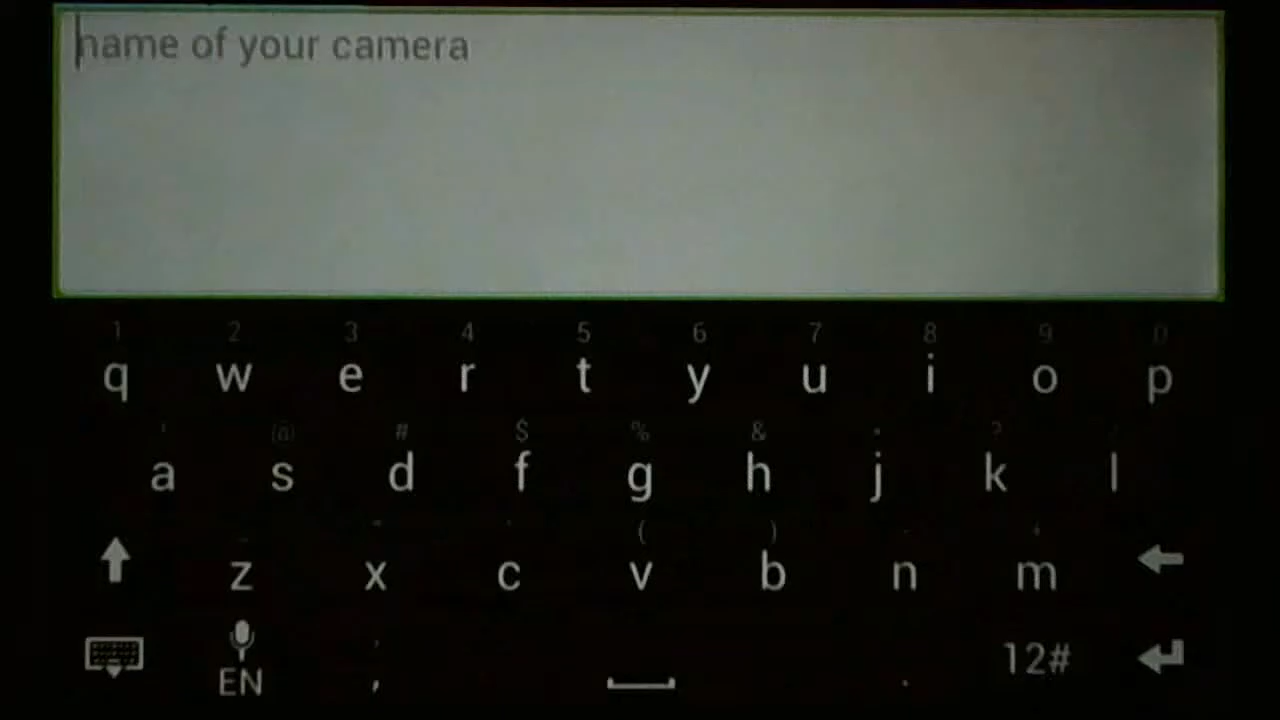 name of your camera
1 2 3 4 5 6 7 8 9 0
q w e r t y u i o p
@ # $ % & * ?
a s d f g h j k l
( ) - +
z x c v b n m
EN , . 12#